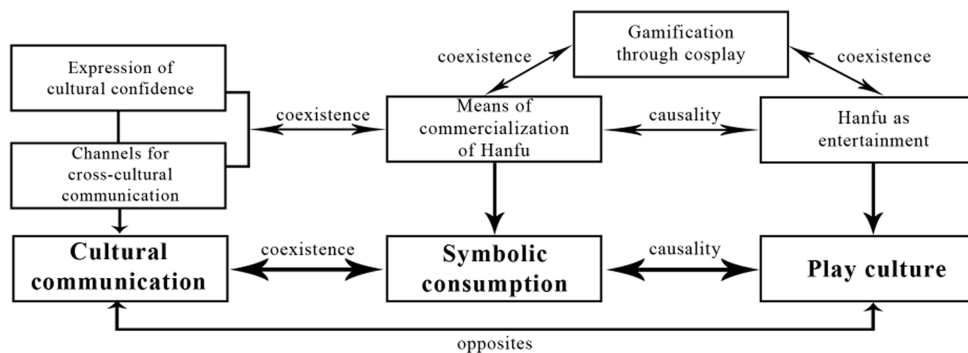 Gamification
through cosplay
coexistence
coexistence
Expression of
cultural confidence
coexistence
Means of
commercialization
of Hanfu
causality
Hanfu as
entertainment
Channels for
cross-cultural
communication
Cultural
communication
coexistence
Symbolic
consumption
causality
Play culture
opposites